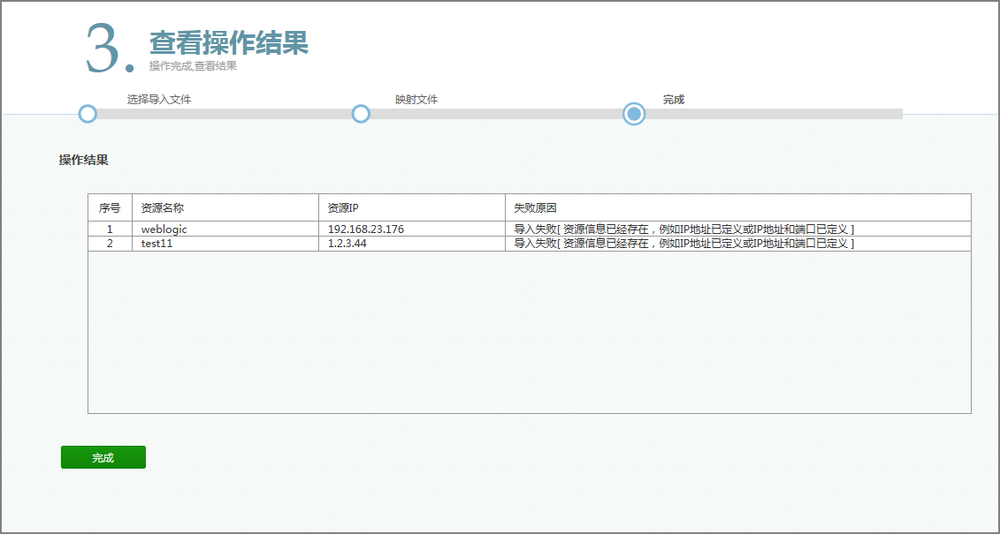 3. 查看操作结果
操作完成,查看结果
选择导入文件 映射文件 完成
操作结果
序号 资源名称 资源IP 失败原因
1 weblogic 192.168.23.176 导入失败[ 资源信息已经存在，例如IP地址已定义或IP地址和端口已定义 ]
2 test11 1.2.3.44 导入失败[ 资源信息已经存在，例如IP地址已定义或IP地址和端口已定义 ]
完成